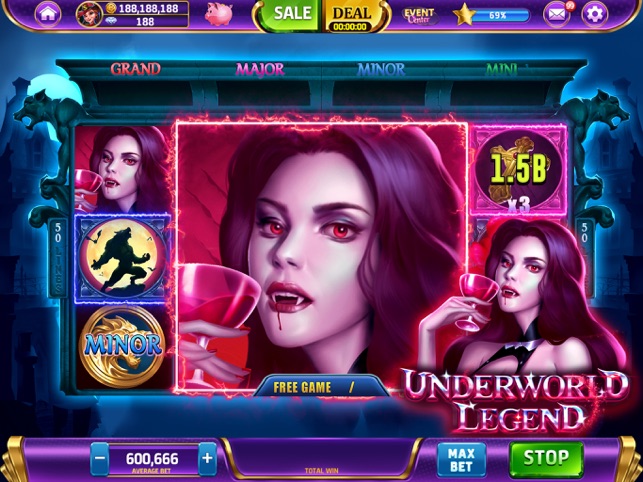 188,188,188
188
SALE
DEAL
00:00:00
EVENT
Center
69%
99
GRAND
MAJOR
MINOR
MINI
50
50
1.5B
x3
MINOR
FREE GAME /
UNDERWORLD
LEGEND
600,666
AVERAGE BET
TOTAL WIN
MAX
BET
STOP